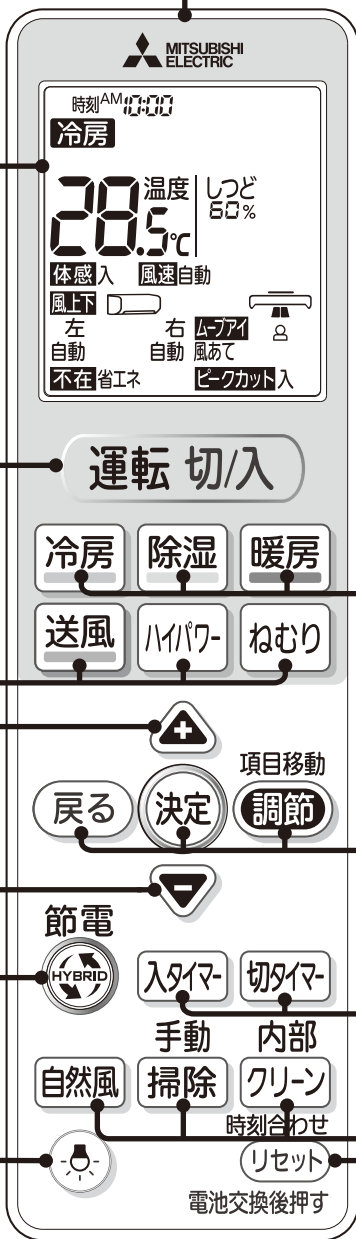 MITSUBISHI
ELECTRIC
時刻AM10:00
冷房
28.5℃ 温度 しつど
60%
体感入 風速自動
風上下
左 右 ムーブアイ
自動 自動 風あて
不在省エネ ピークカット入
運転 切/入
冷房 除湿 暖房
送風 ハイパワー ねむり
項目移動
戻る 決定 調節
節電
HYBRID 入タイマー 切タイマー
手動 内部
自然風 掃除 クリーン
時刻合わせ
リセット
電池交換後押す